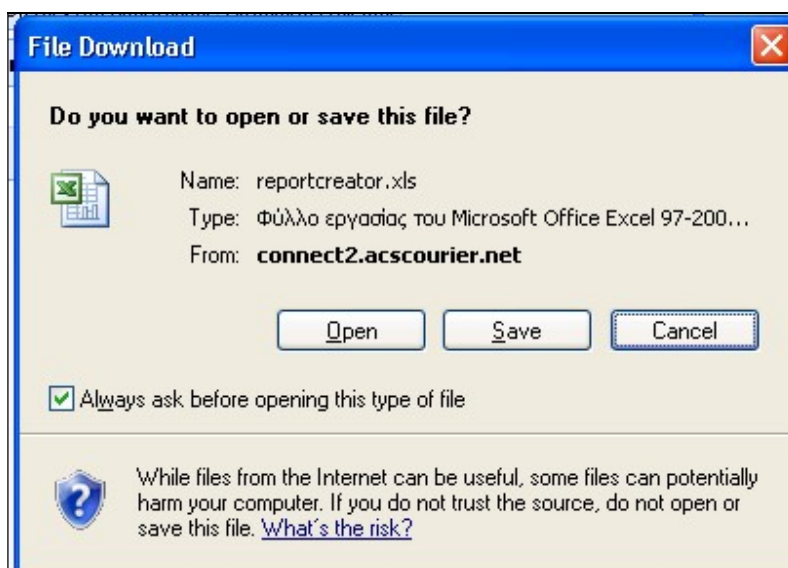 File Download
Do you want to open or save this file?
Name: reportcreator.xls
Type: Φύλλο εργασίας του Microsoft Office Excel 97-200...
From: connect2.acscourier.net
Open Save Cancel
Always ask before opening this type of file
While files from the Internet can be useful, some files can potentially
harm your computer. If you do not trust the source, do not open or
save this file. What's the risk?